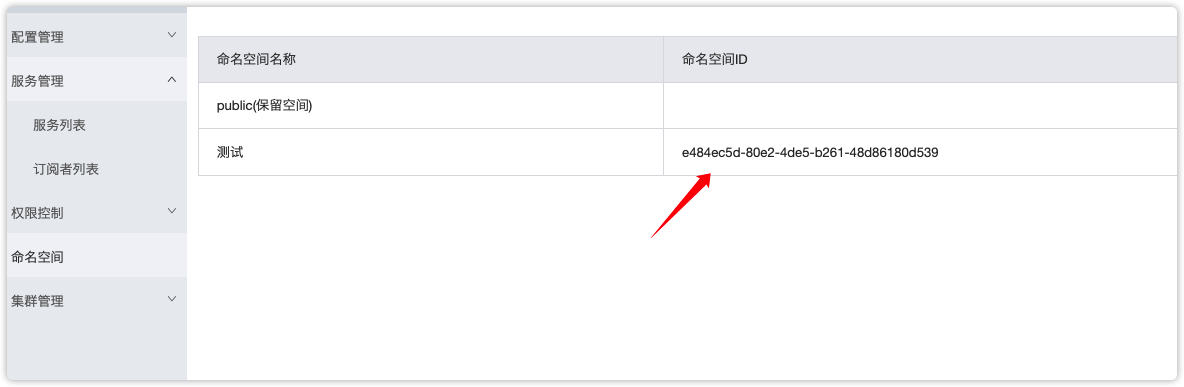 配置管理
服务管理
服务列表
订阅者列表
权限控制
命名空间
集群管理
命名空间名称 命名空间ID
public(保留空间)
测试 e484ec5d-80e2-4de5-b261-48d86180d539